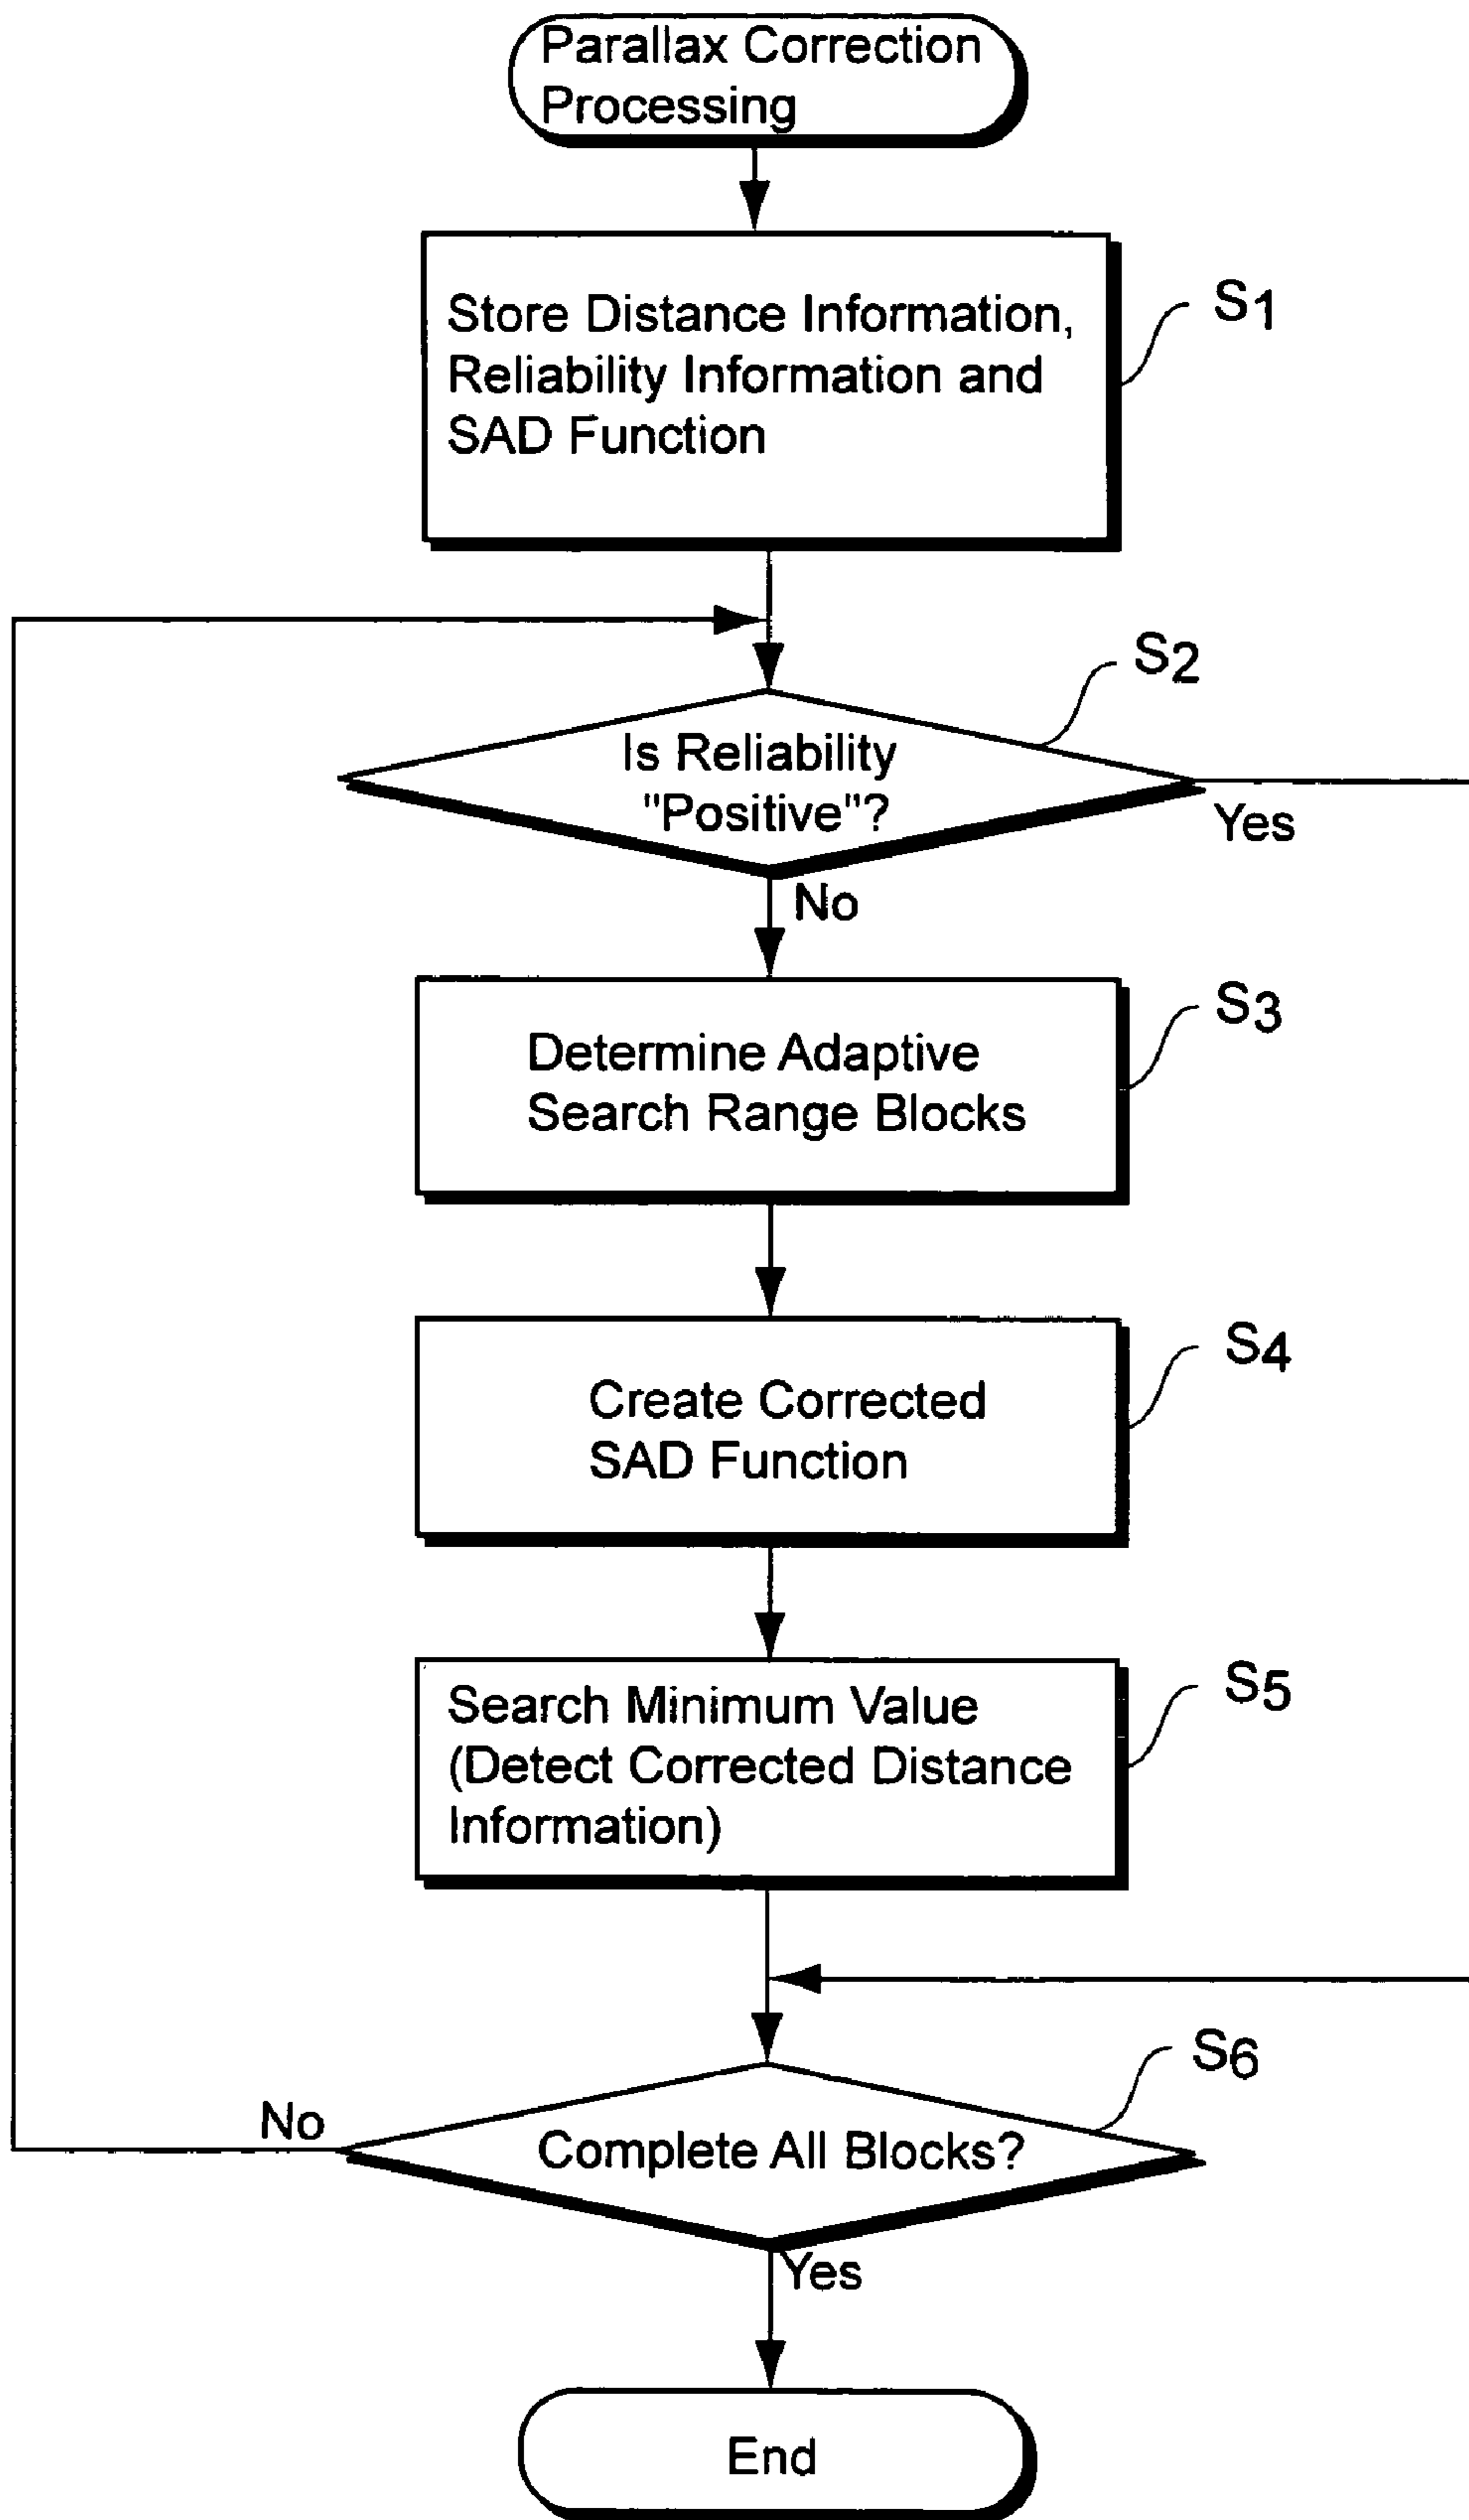 Parallax Correction
Processing
Store Distance Information,
Reliability Information and
SAD Function
S1
S2
Is Reliability
"Positive"?
Yes
No
S3
Determine Adaptive
Search Range Blocks
S4
Create Corrected
SAD Function
S5
Search Minimum Value
(Detect Corrected Distance
Information)
S6
No
Complete All Blocks?
Yes
End